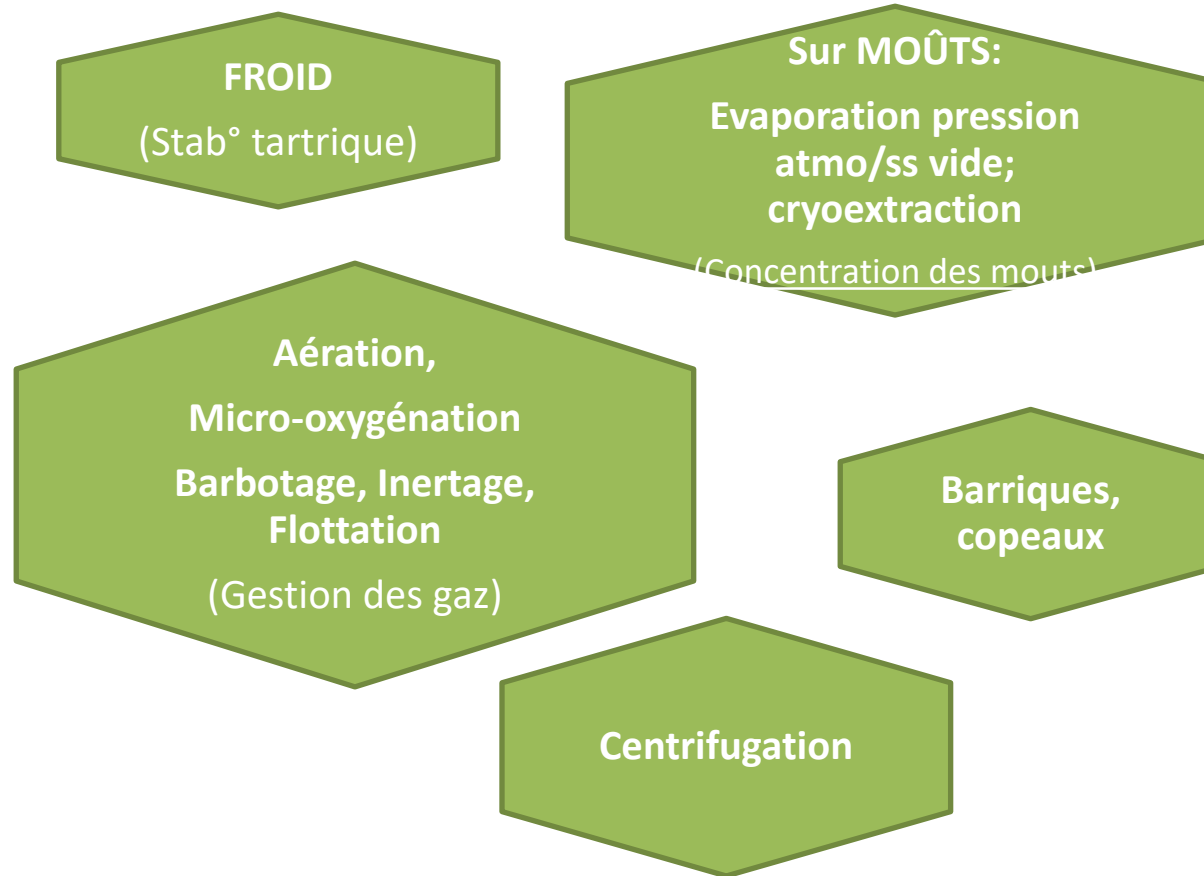 FROID
(Stab° tartrique)
Sur MOÛTS:
Evaporation pression
atmo/ss vide;
cryoextraction
(Concentration des mouts)
Aération,
Micro-oxygénation
Barbotage, Inertage,
Flottation
(Gestion des gaz)
Barriques,
copeaux
Centrifugation